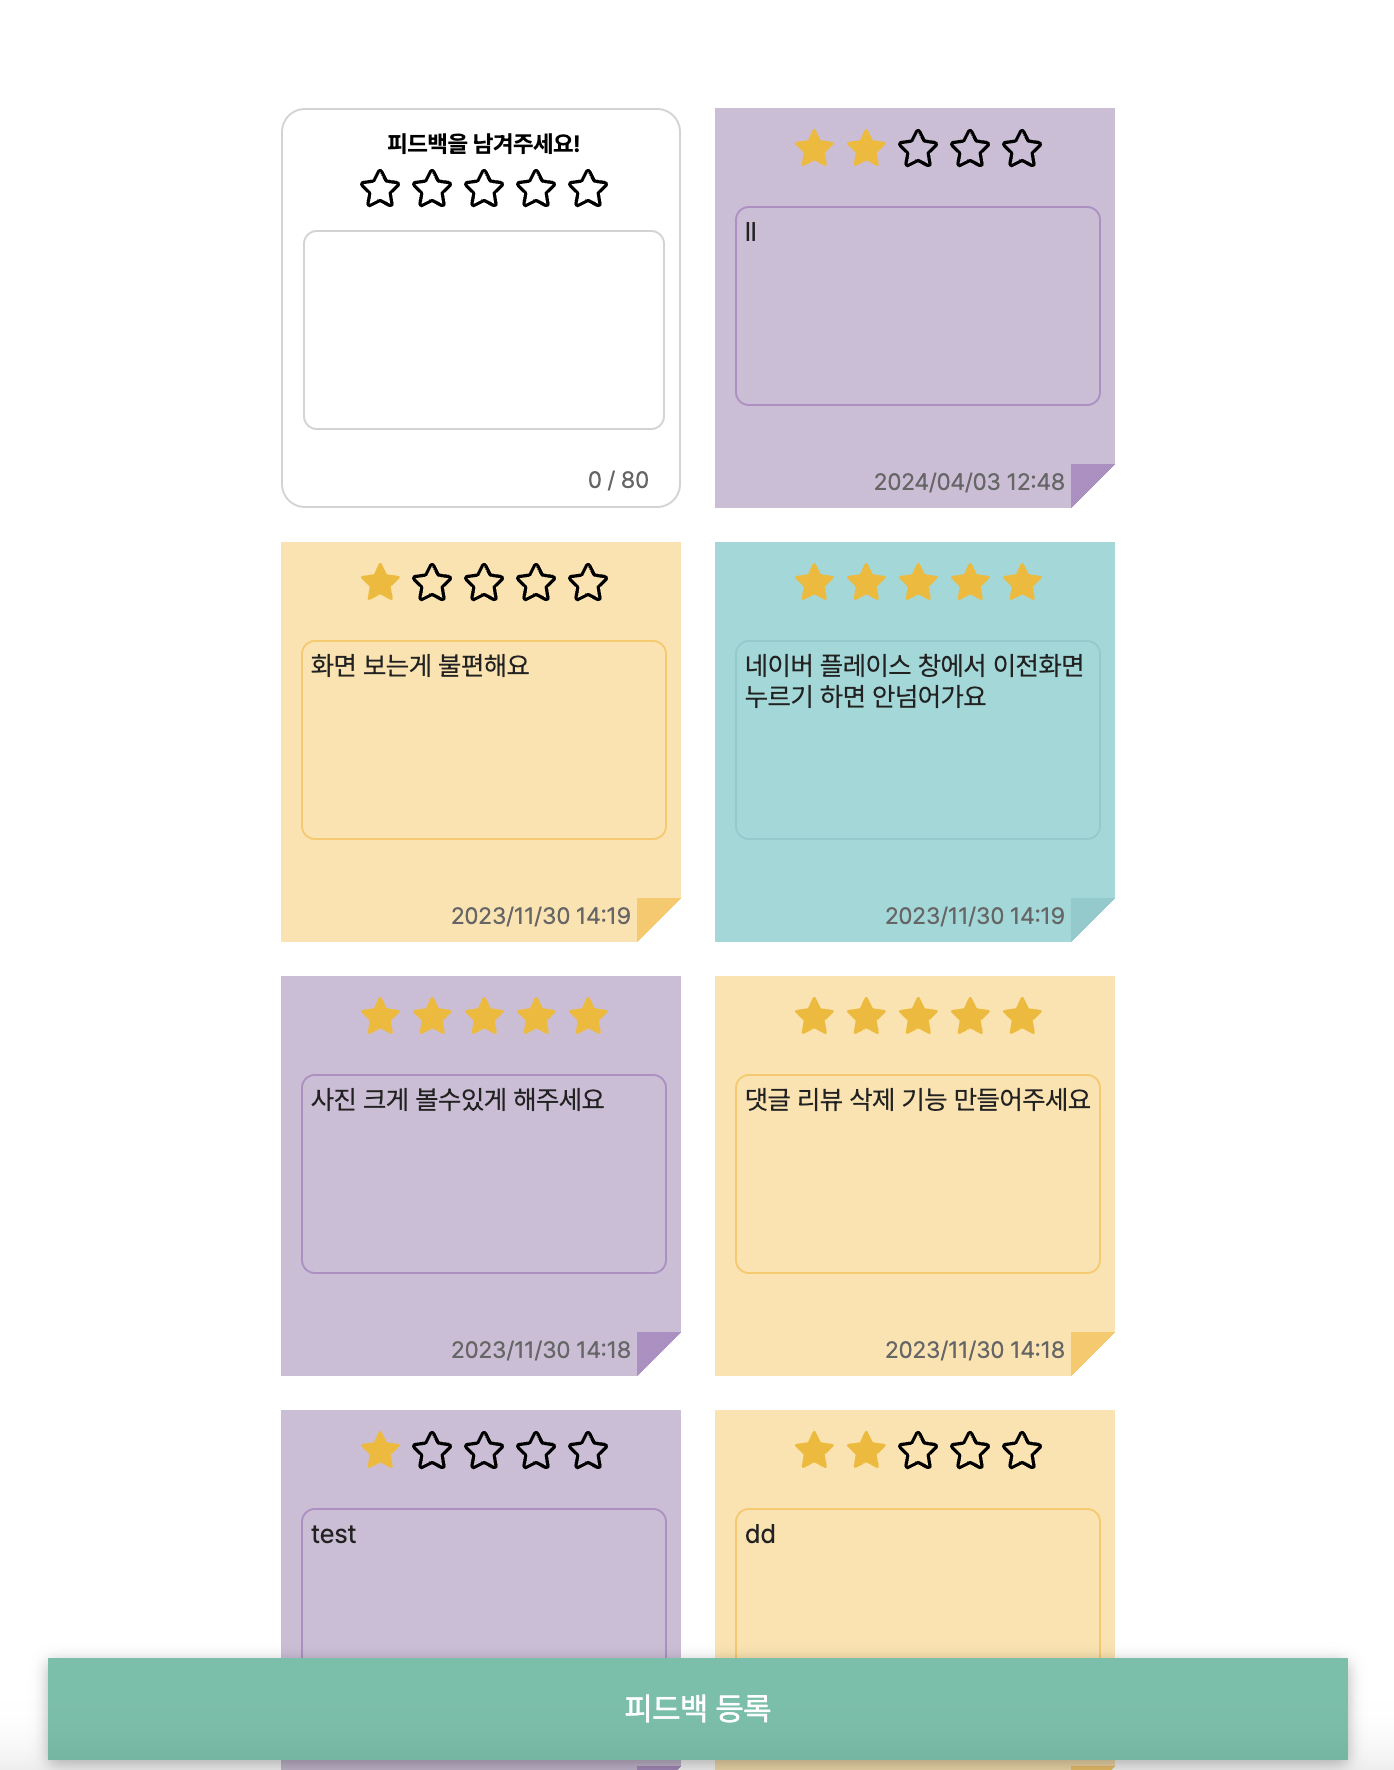 피드백을 남겨주세요!
0 / 80
ll
2024/04/03 12:48
화면 보는게 불편해요
2023/11/30 14:19
네이버 플레이스 창에서 이전화면
누르기 하면 안넘어가요
2023/11/30 14:19
사진 크게 볼수있게 해주세요
2023/11/30 14:18
댓글 리뷰 삭제 기능 만들어주세요
2023/11/30 14:18
test
dd
피드백 등록